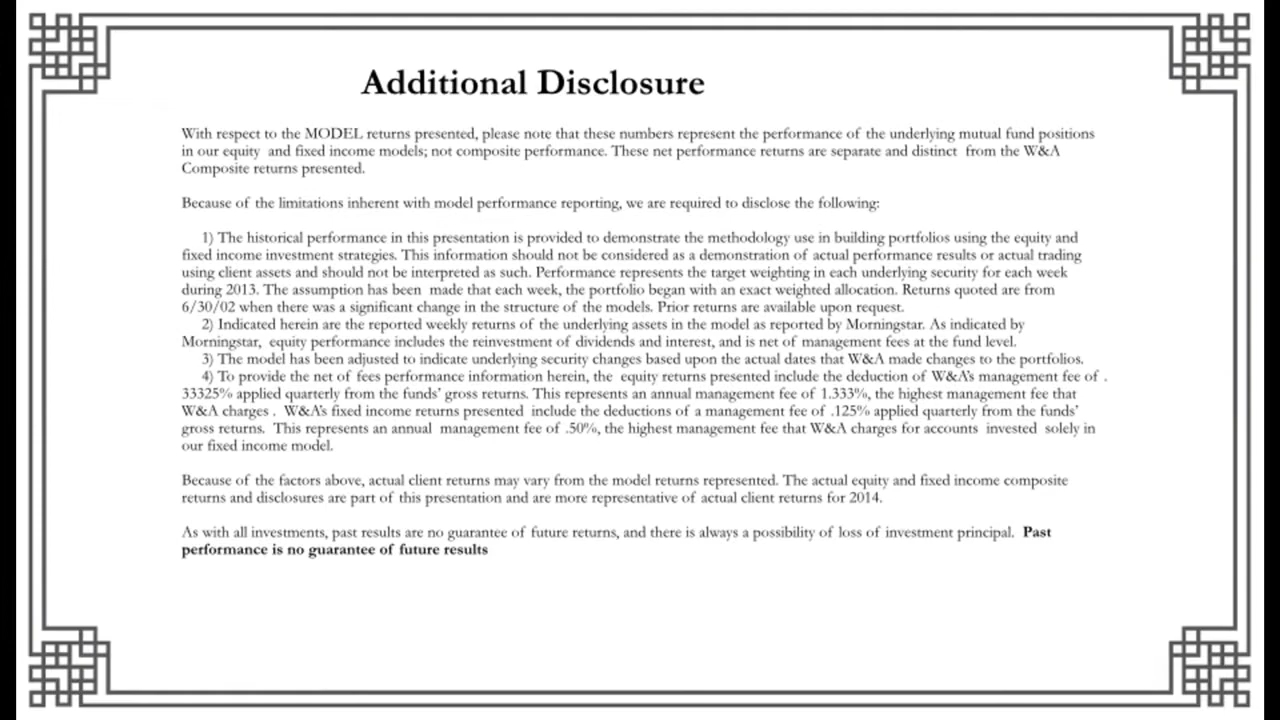 Additional Disclosure
With respect to the MODEL returns presented, please note that these numbers represent the performance of the underlying mutual fund positions
in our equity and fixed income models; not composite performance. These net performance returns are separate and distinct from the W&A
Composite returns presented.
Because of the limitations inherent with model performance reporting, we are required to disclose the following:
1) The historical performance in this presentation is provided to demonstrate the methodology use in building portfolios using the equity and
fixed income investment strategies. This information should not be considered as a demonstration of actual performance results or actual trading
using client assets and should not be interpreted as such. Performance represents the target weighting in each underlying security for each week
during 2013. The assumption has been made that each week, the portfolio began with an exact weighted allocation. Returns quoted are from
6/30/02 when there was a significant change in the structure of the models. Prior returns are available upon request.
2) Indicated herein are the reported weekly returns of the underlying assets in the model as reported by Morningstar. As indicated by
Morningstar, equity performance includes the reinvestment of dividends and interest, and is net of management fees at the fund level.
3) The model has been adjusted to indicate underlying security changes based upon the actual dates that W&A made changes to the portfolios.
4) To provide the net of fees performance information herein, the equity returns presented include the deduction of W&A's management fee of .
33325% applied quarterly from the funds' gross returns. This represents an annual management fee of 1.333%, the highest management fee that
W&A charges . W&A's fixed income returns presented include the deductions of a management fee of .125% applied quarterly from the funds'
gross returns. This represents an annual management fee of .50%, the highest management fee that W&A charges for accounts invested solely in
our fixed income model.
Because of the factors above, actual client returns may vary from the model returns represented. The actual equity and fixed income composite
returns and disclosures are part of this presentation and are more representative of actual client returns for 2014.
As with all investments, past results are no guarantee of future returns, and there is always a possibility of loss of investment principal. Past
performance is no guarantee of future results